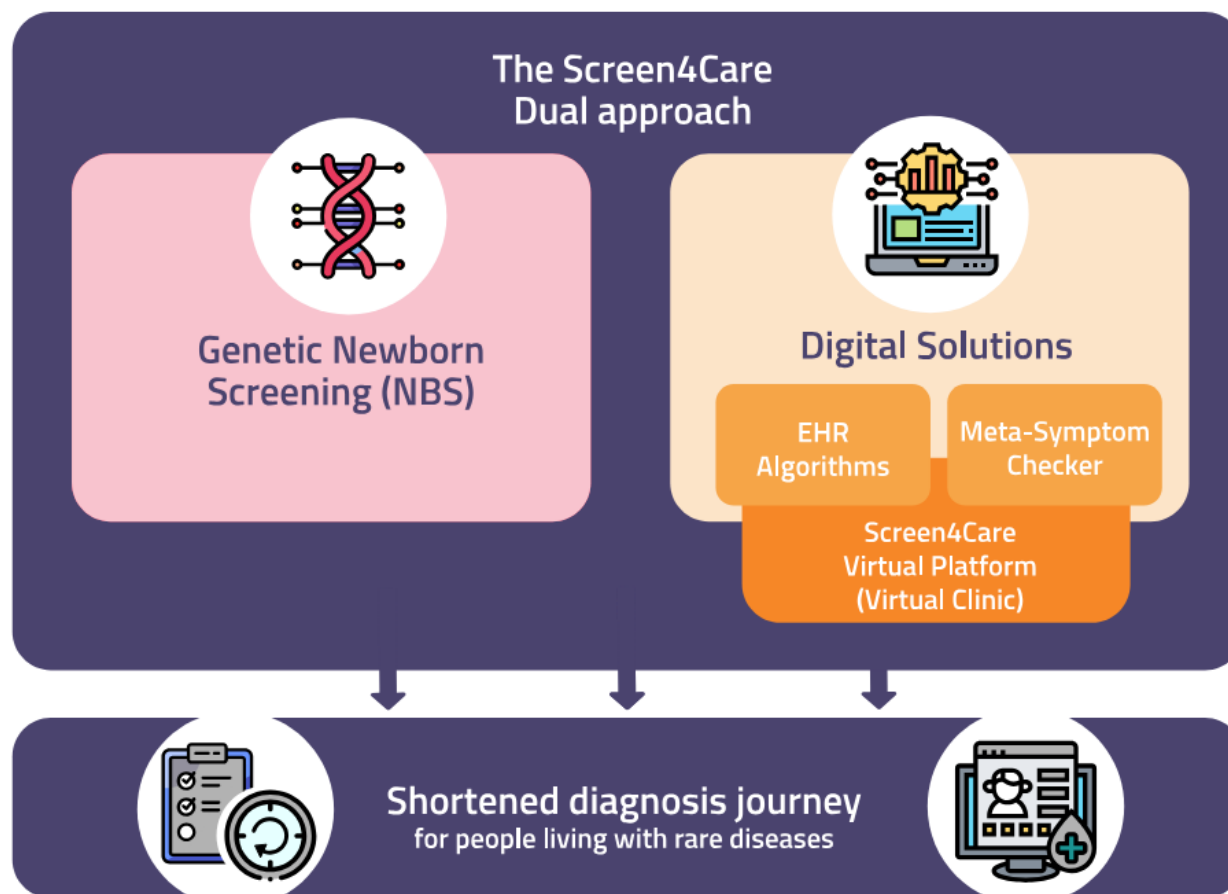 The Screen4Care
Dual approach
Genetic Newborn
Screening (NBS)
Digital Solutions
EHR
Algorithms
Meta-Symptom
Checker
Screen4Care
Virtual Platform
(Virtual Clinic)
Shortened diagnosis journey
for people living with rare diseases